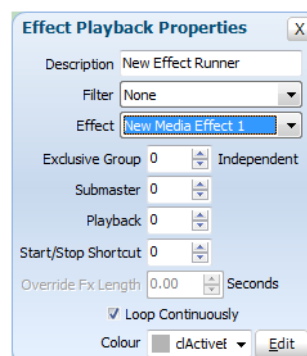 Effect Playback Properties X
Description New Effect Runner
Filter None
Effect New Media Effect 1
Exclusive Group 0 Independent
Submaster 0
Playback 0
Start/Stop Shortcut 0
Override Fx Length 0.00 Seconds
Loop Continuously
Colour Edit